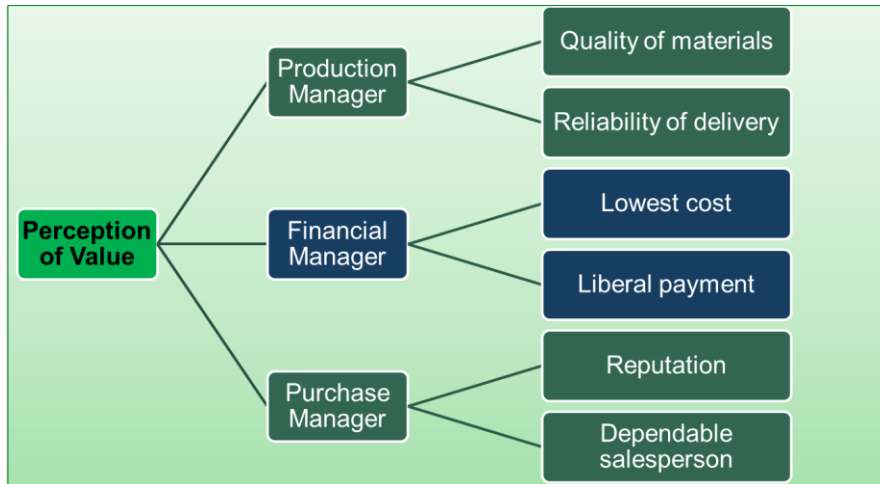 Perception
of Value
Production
Manager
Quality of materials
Reliability of delivery
Financial
Manager
Lowest cost
Liberal payment
Purchase
Manager
Reputation
Dependable
salesperson